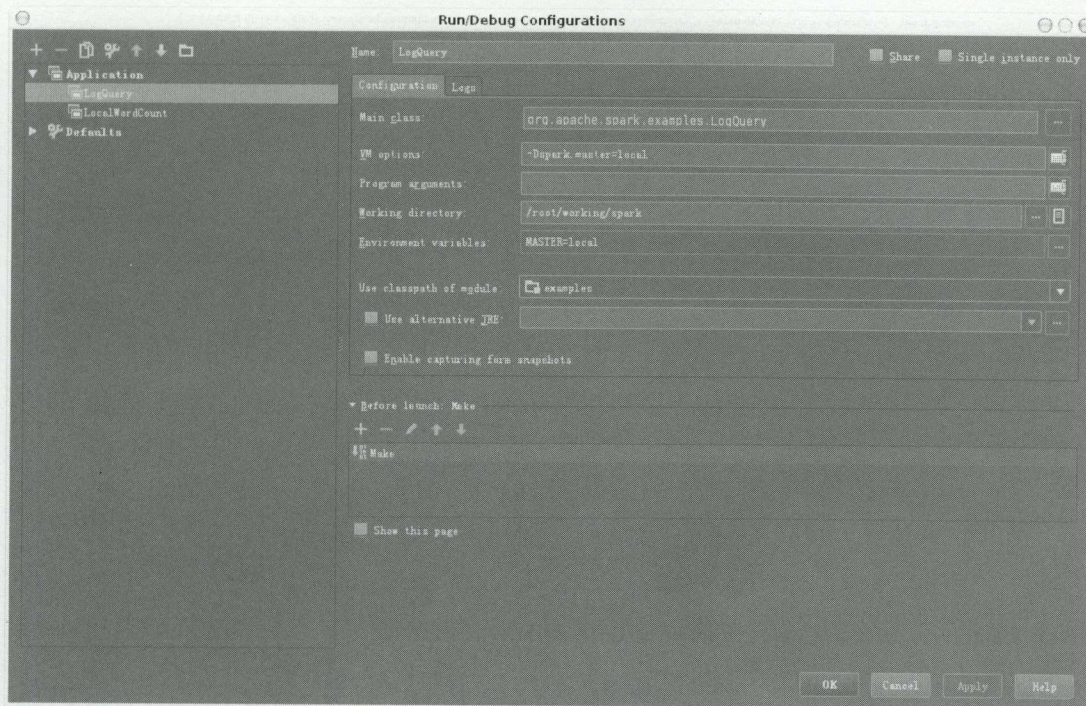 Run/Debug Configurations
Name: LogQuery
Share
Single instance only
Application
LogQuery
LocalWordCount
Defaults
Configuration
Logs
Main class:
org.apache.spark.examples.LogQuery
...
VM options:
-Dspark.master=local
Program arguments:
Working directory:
/root/working/spark
...
Environment variables:
MASTER=local
...
Use classpath of module:
examples
Use alternative JRE:
...
Enable capturing form snapshots
Before launch: Make
Make
Show this page
OK
Cancel
Apply
Help